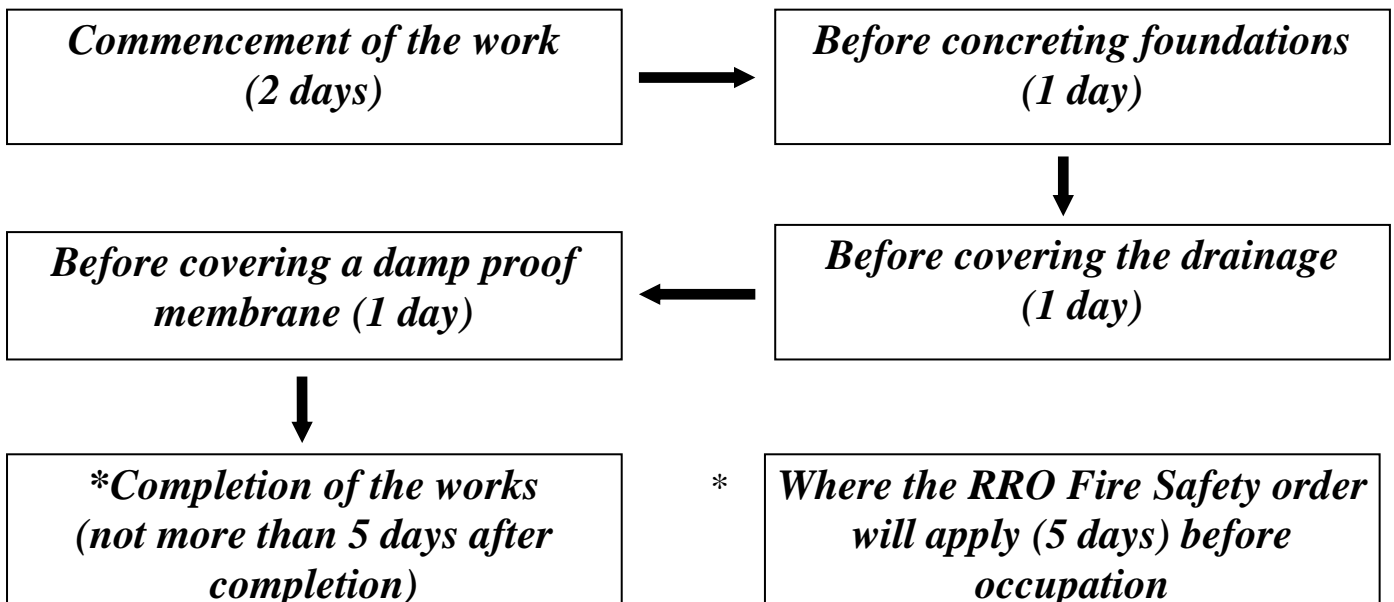 Commencement of the work
(2 days)
Before concreting foundations
(1 day)
Before covering the drainage
(1 day)
Before covering a damp proof
membrane (1 day)
*Completion of the works
(not more than 5 days after
completion)
*
Where the RRO Fire Safety order
will apply (5 days) before
occupation